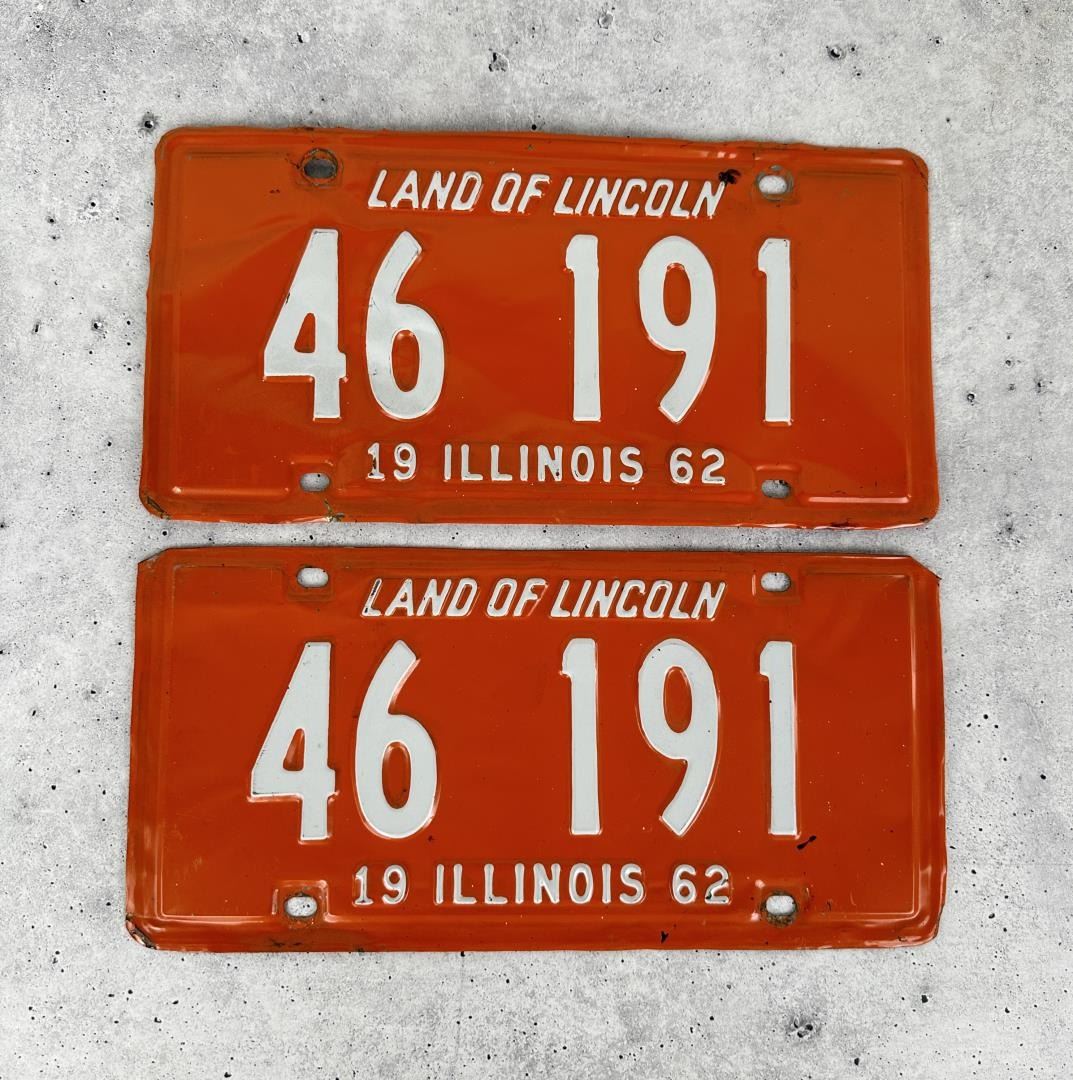 LAND OF LINCOLN
46 191
19 ILLINOIS 62
LAND OF LINCOLN
46 191
19 ILLINOIS 62